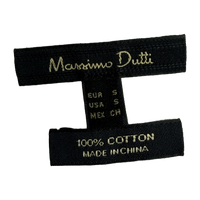 Massimo Dutti
EUR S
USA S
MEX CH
100% COTTON
MADE IN CHINA